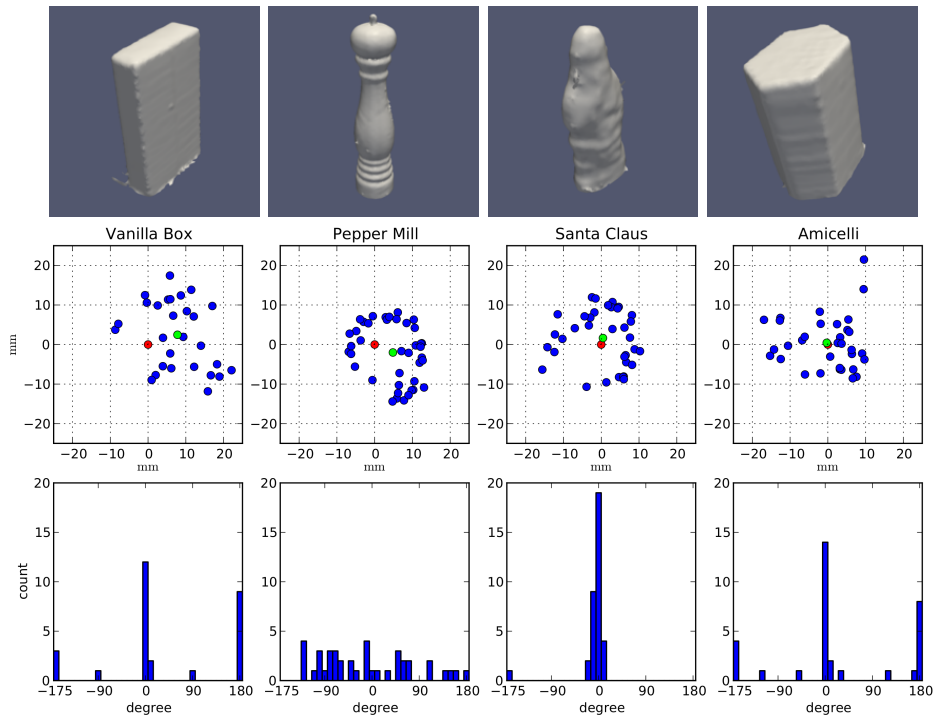 Vanilla Box Pepper Mill Santa Claus Amicelli
20 20 20 20
10 10 10 10
mm 0 0 0 0
−10 −10 −10 −10
−20 −20 −20 −20
−20 −10 0 10 20 −20 −10 0 10 20 −20 −10 0 10 20 −20 −10 0 10 20
mm mm mm mm
20 20 20 20
15 15 15 15
count 10 10 10 10
5 5 5 5
0 0 0 0
−175 −90 0 90 180 −175 −90 0 90 180 −175 −90 0 90 180 −175 −90 0 90 180
degree degree degree degree